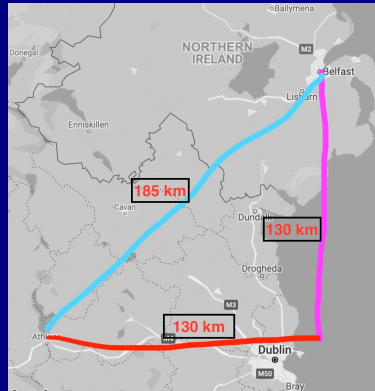 Ballymena
Donegal
M2
NORTHERN
IRELAND
Belfast
Lisburn
Enniskillen
185 km
Cavan
Dundalk
130 km
Drogheda
M3
130 km
Dublin
M50
Bray